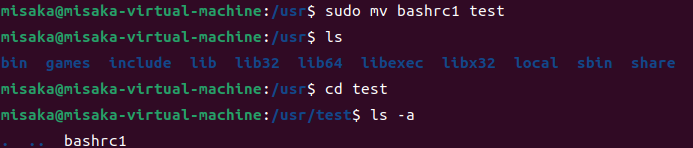 misaka@misaka-virtual-machine:/usr$ sudo mv bashrc1 test
misaka@misaka-virtual-machine:/usr$ ls
bin games include lib lib32 lib64 libexec libx32 local sbin share
misaka@misaka-virtual-machine:/usr$ cd test
misaka@misaka-virtual-machine:/usr/test$ ls -a
. .. bashrc1